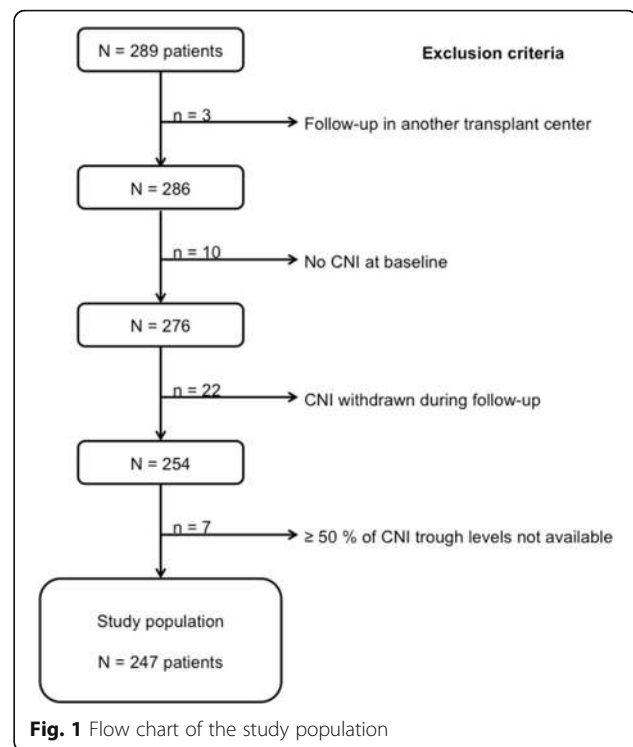 N = 289 patients
Exclusion criteria
n = 3
Follow-up in another transplant center
N = 286
n = 10
No CNI at baseline
N = 276
n = 22
CNI withdrawn during follow-up
N = 254
n = 7
≥ 50 % of CNI trough levels not available
Study population
N = 247 patients
Fig. 1 Flow chart of the study population